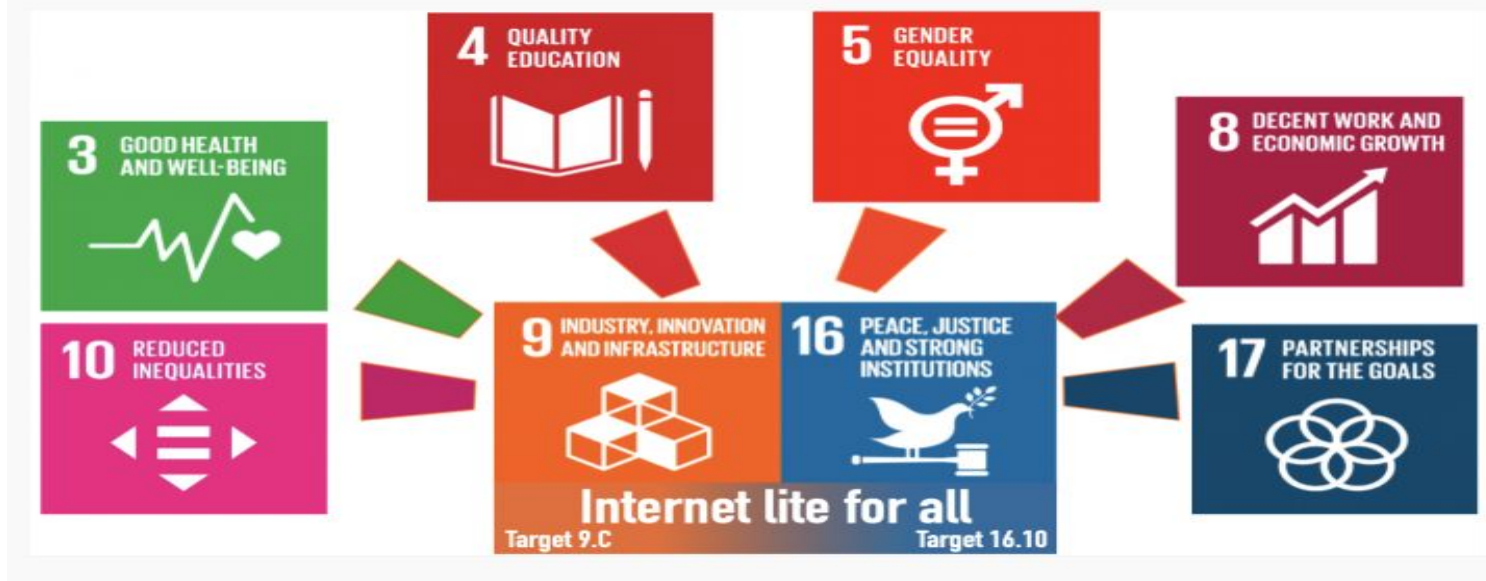 4 QUALITY
EDUCATION
5 GENDER
EQUALITY
3 GOOD HEALTH
AND WELL-BEING
8 DECENT WORK AND
ECONOMIC GROWTH
10 REDUCED
INEQUALITIES
9 INDUSTRY, INNOVATION
AND INFRASTRUCTURE
16 PEACE, JUSTICE
AND STRONG
INSTITUTIONS
17 PARTNERSHIPS
FOR THE GOALS
Internet lite for all
Target 9.C
Target 16.10